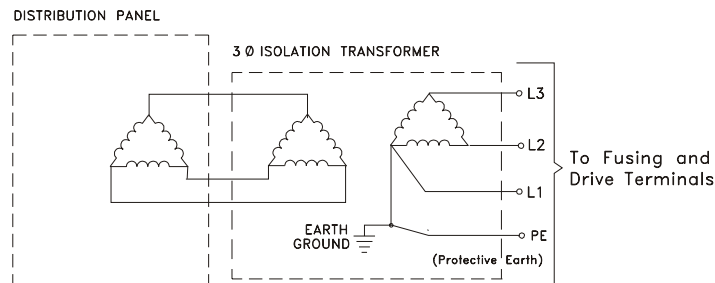 DISTRIBUTION PANEL
3 Ø ISOLATION TRANSFORMER
L3
L2
To Fusing and
Drive Terminals
L1
EARTH
GROUND
PE
(Protective Earth)